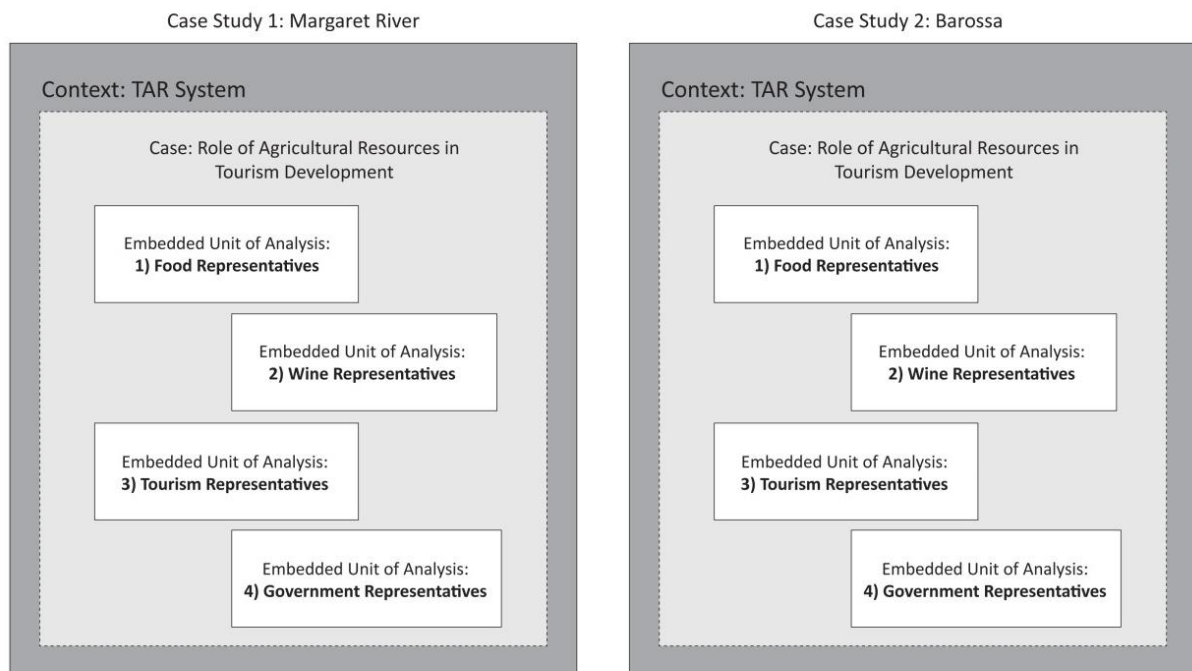 Case Study 1: Margaret River
Context: TAR System
Case: Role of Agricultural Resources in
Tourism Development
Embedded Unit of Analysis:
1) Food Representatives
Embedded Unit of Analysis:
2) Wine Representatives
Embedded Unit of Analysis:
3) Tourism Representatives
Embedded Unit of Analysis:
4) Government Representatives
Case Study 2: Barossa
Context: TAR System
Case: Role of Agricultural Resources in
Tourism Development
Embedded Unit of Analysis:
1) Food Representatives
Embedded Unit of Analysis:
2) Wine Representatives
Embedded Unit of Analysis:
3) Tourism Representatives
Embedded Unit of Analysis:
4) Government Representatives